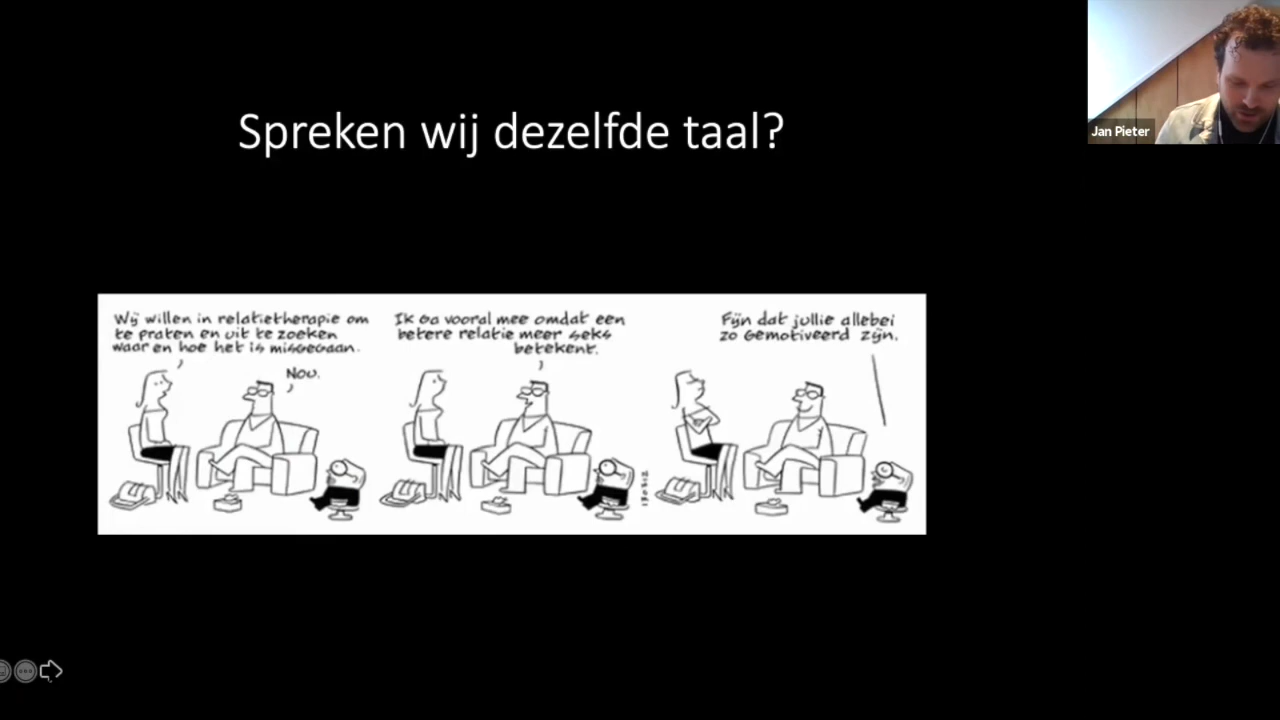 Spreken wij dezelfde taal?
Jan Pieter
Wij willen in relatietherapie om
te praten en uit te zoeken
waar en hoe het is misgegaan.
Nou.
Ik ga vooral mee omdat een
betere relatie meer seks
betekent.
Fijn dat jullie allebei
zo gemotiveerd zijn.